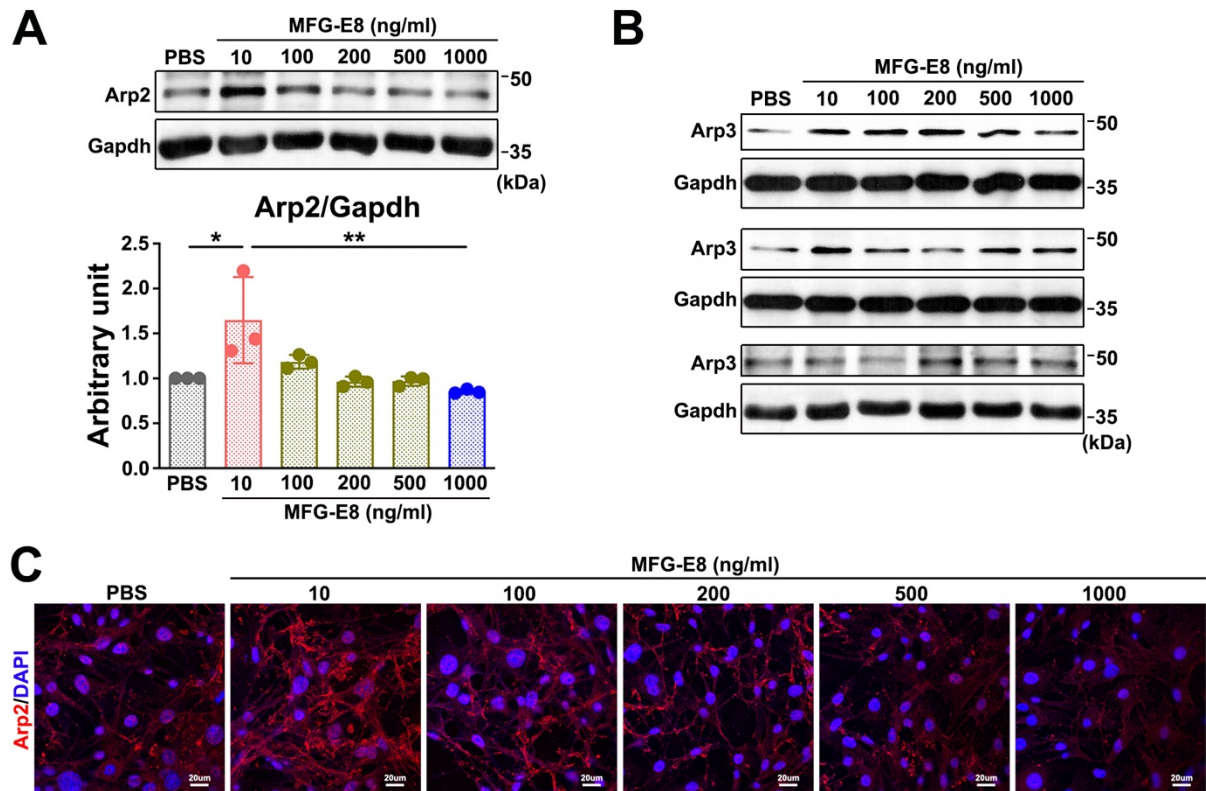 A
MFG-E8 (ng/ml)
PBS 10 100 200 500 1000
Arp2 -50
Gapdh -35
(kDa)
Arp2/Gapdh
* **
Arbitrary unit
2.5
2.0
1.5
1.0
0.5
0.0
PBS 10 100 200 500 1000
MFG-E8 (ng/ml)
B
MFG-E8 (ng/ml)
PBS 10 100 200 500 1000
Arp3 -50
Gapdh -35
Arp3 -50
Gapdh -35
Arp3 -50
Gapdh -35
(kDa)
C
MFG-E8 (ng/ml)
PBS 10 100 200 500 1000
Arp2/DAPI
20um 20um 20um 20um 20um 20um